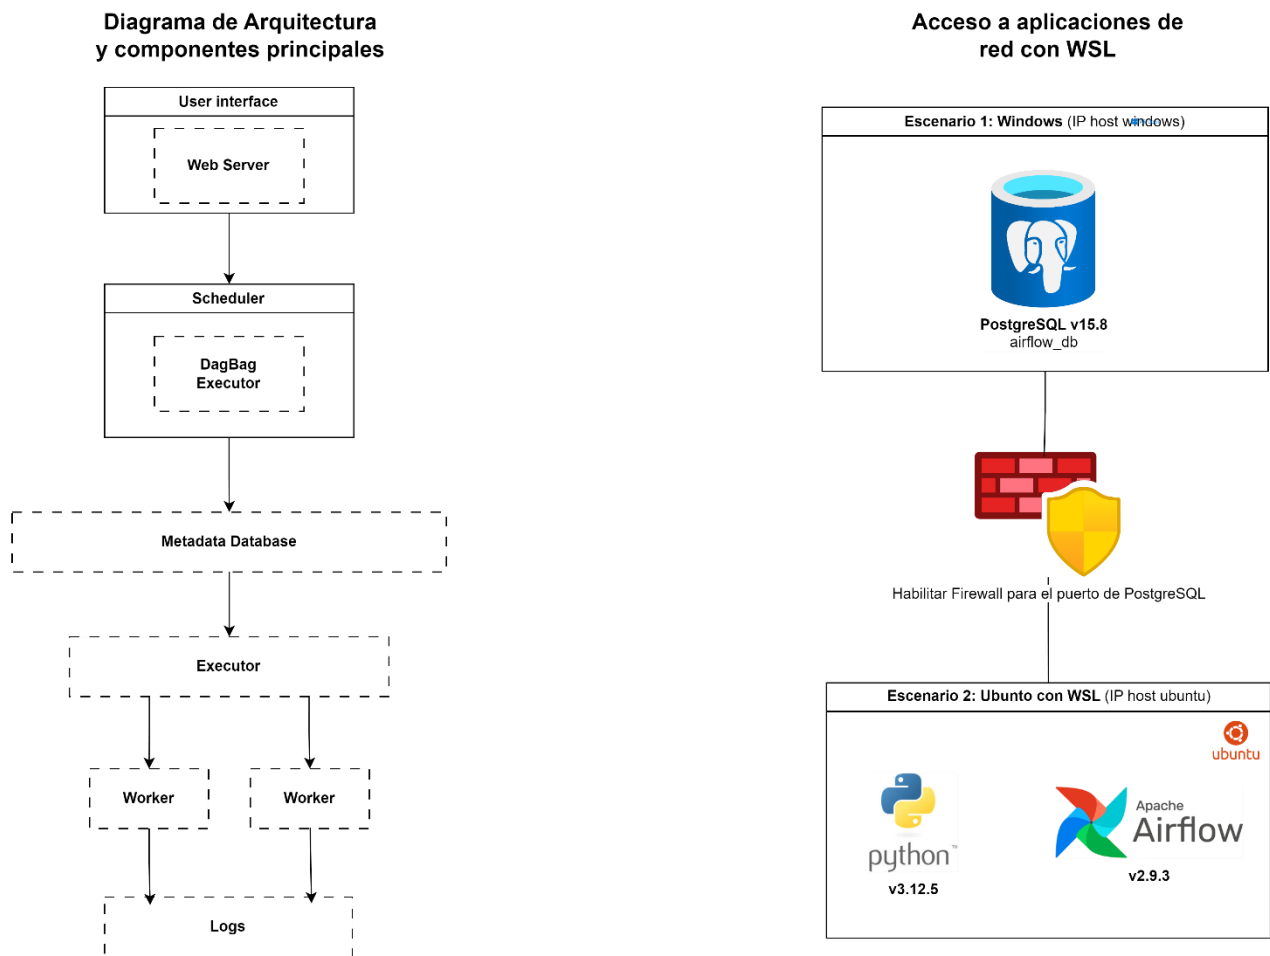 Diagrama de Arquitectura
y componentes principales
User interface
Web Server
Scheduler
DagBag
Executor
Metadata Database
Executor
Worker
Worker
Logs
Acceso a aplicaciones de
red con WSL
Escenario 1: Windows (IP host windows)
PostgreSQL v15.8
airflow_db
Habilitar Firewall para el puerto de PostgreSQL
Escenario 2: Ubunto con WSL (IP host ubuntu)
ubuntu
python™
v3.12.5
Apache
Airflow
v2.9.3